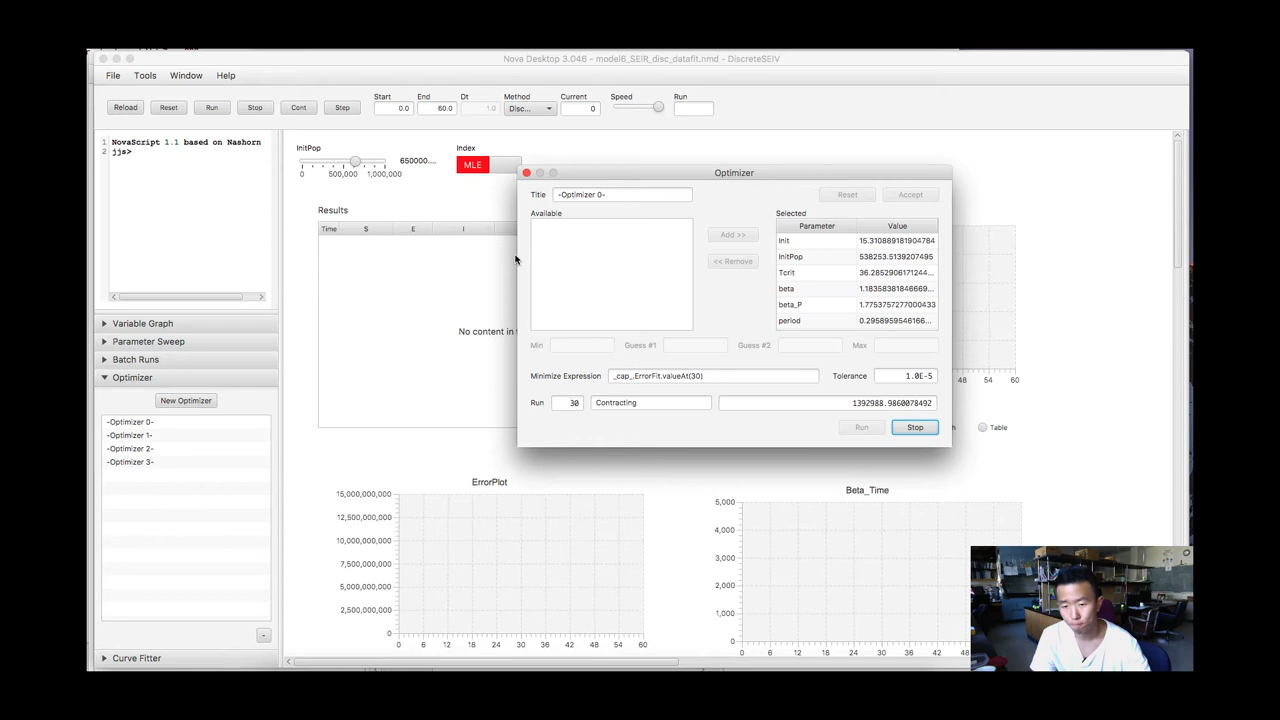 Nova Desktop 3.046 - model6_SEIR_disc_datafit.nmd - DiscreteSEIV
File Tools Window Help
Start End Dt Method Current Speed Run
Reload Reset Run Stop Cont Step 0.0 60.0 1.0 Disc... 0
1 NovaScript 1.1 based on Nashorn
2 jjs>
InitPop
650000....
0 500,000 1,000,000
Index
MLE
Results
Time S E I
No content in
Optimizer
Title -Optimizer 0- Reset Accept
Available Selected
Parameter Value
Init 15.310889181904784
InitPop 538253.5139207495
Tcrit 36.2852906171244...
beta 1.18358381846669...
beta_P 1.7753757277000433
period 0.2958959546166...
Add >>
<< Remove
Min Guess #1 Guess #2 Max
Minimize Expression _cap_.ErrorFit.valueAt(30) Tolerance 1.0E-5
Run 30 Contracting 1392988.9860078492
Run Stop
48 54 60
Table
Variable Graph
Parameter Sweep
Batch Runs
Optimizer
New Optimizer
-Optimizer 0-
-Optimizer 1-
-Optimizer 2-
-Optimizer 3-
-
Curve Fitter
ErrorPlot
15,000,000,000
12,500,000,000
10,000,000,000
7,500,000,000
5,000,000,000
2,500,000,000
0
0 6 12 18 24 30 36 42 48 54 60
Beta_Time
5,000
4,000
3,000
2,000
1,000
0
0 6 12 18 24 30 36 42 48